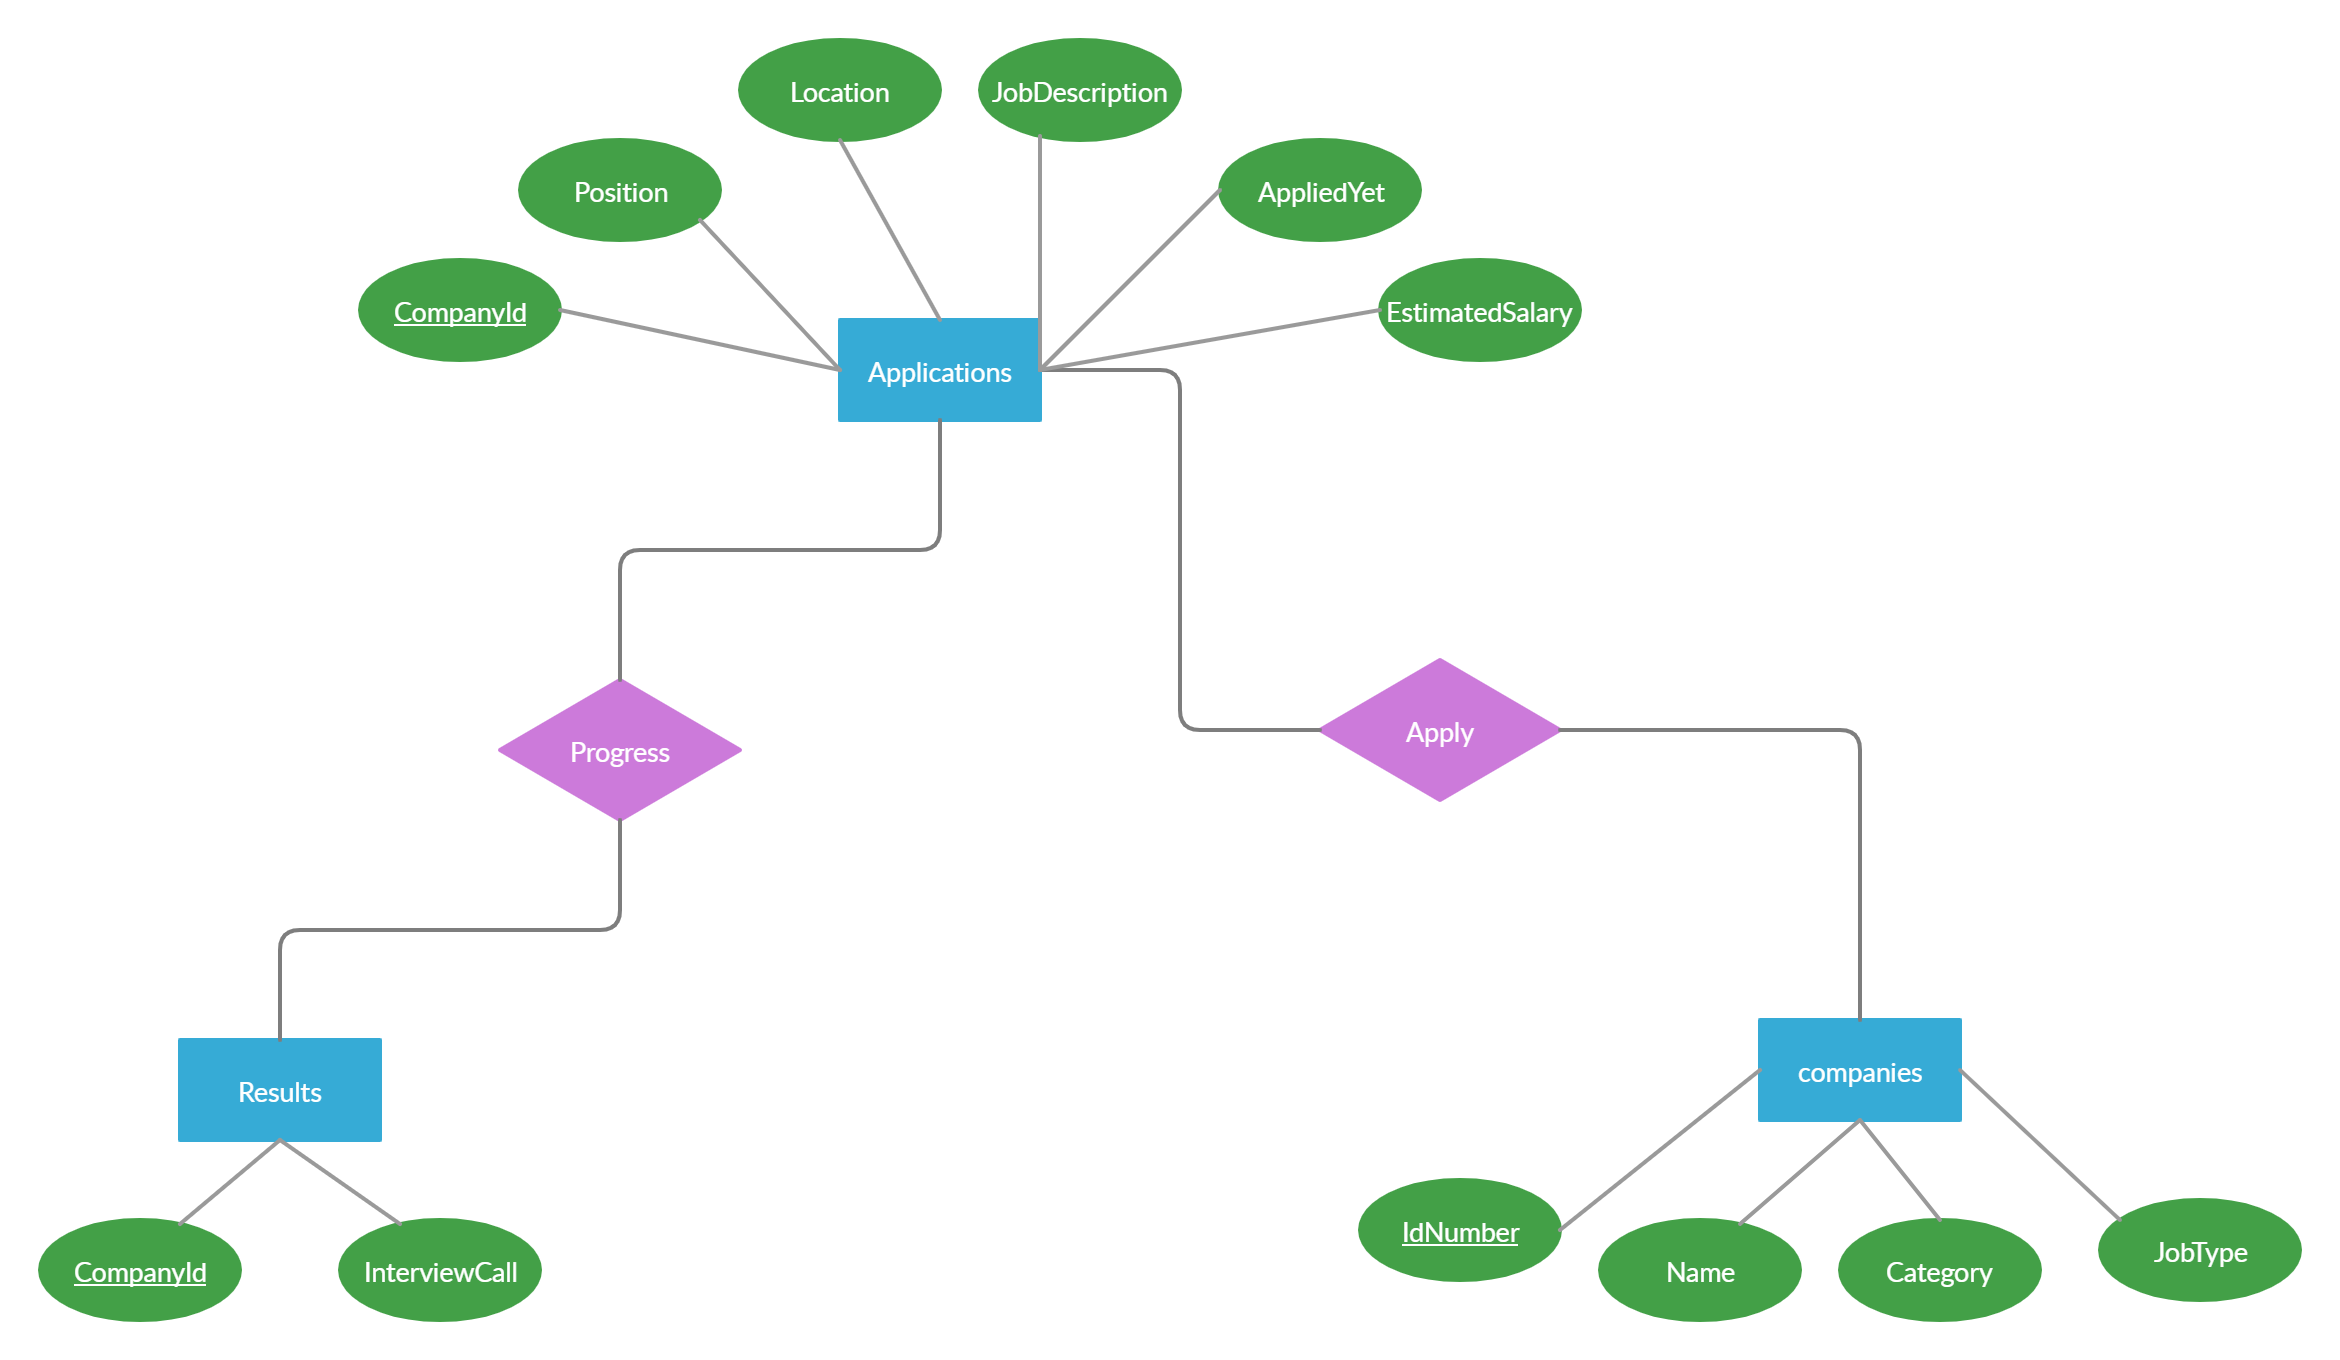 Location
JobDescription
Position
AppliedYet
CompanyId
EstimatedSalary
Applications
Progress
Apply
Results
companies
CompanyId
InterviewCall
IdNumber
Name
Category
JobType